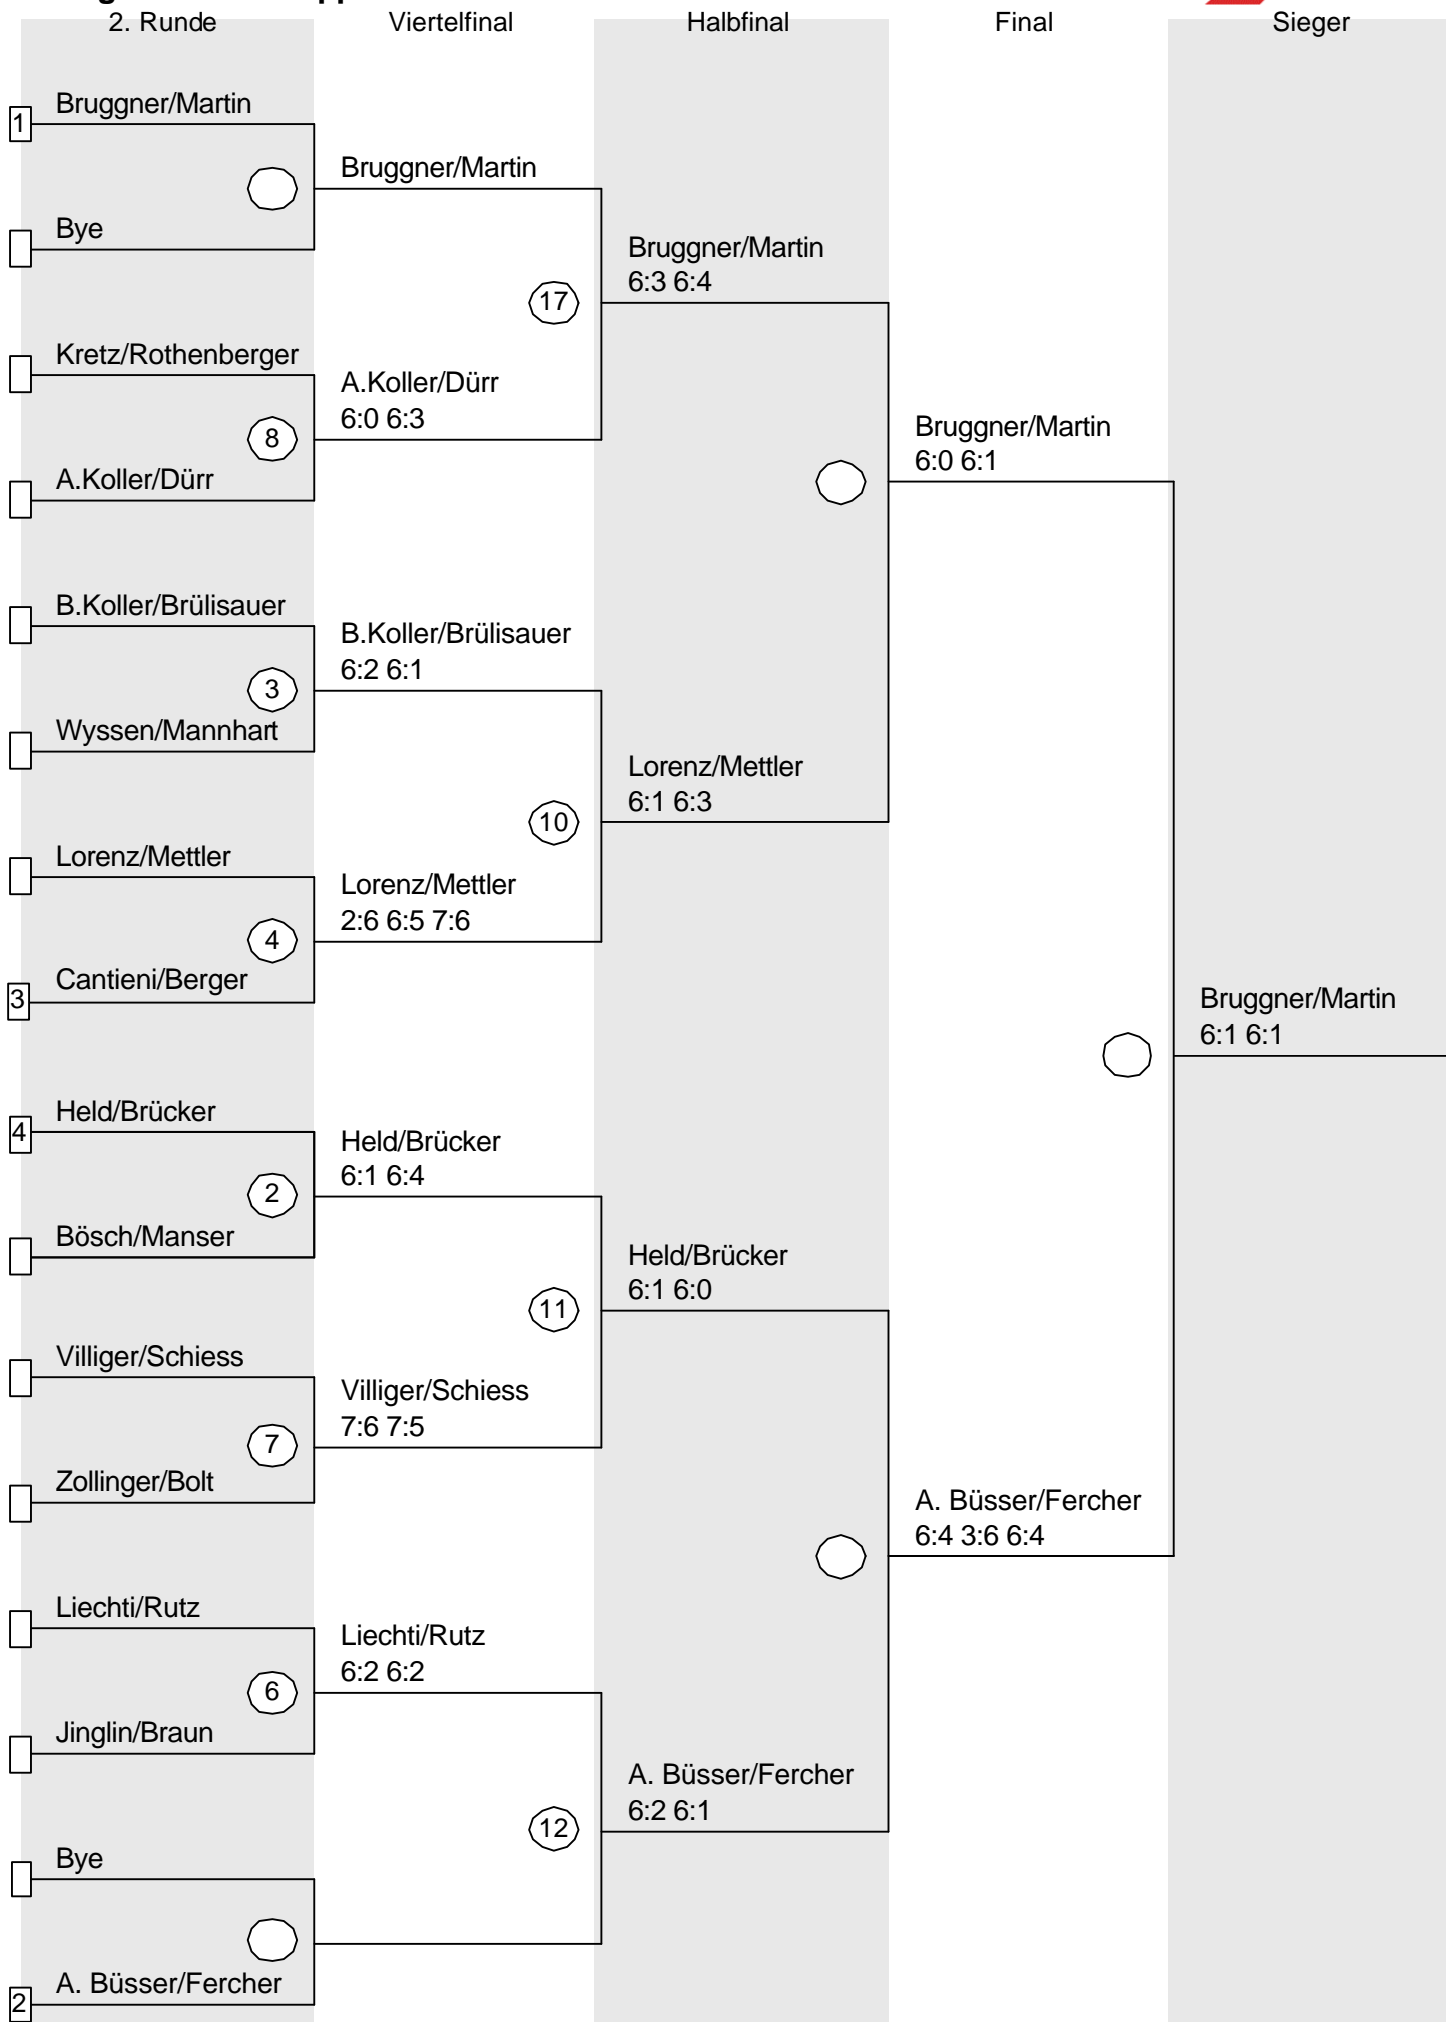 2. Runde
Viertelfinal
Halbfinal
Final
Sieger
Bruggner/Martin
1
Bruggner/Martin
Bye
Bruggner/Martin
6:3 6:4
17
Kretz/Rothenberger
A.Koller/Dürr
6:0 6:3
8
Bruggner/Martin
6:0 6:1
A.Koller/Dürr
B.Koller/Brülisauer
B.Koller/Brülisauer
6:2 6:1
3
Wyssen/Mannhart
Lorenz/Mettler
6:1 6:3
10
Lorenz/Mettler
Lorenz/Mettler
2:6 6:5 7:6
4
Cantieni/Berger
3
Bruggner/Martin
6:1 6:1
Held/Brücker
4
Held/Brücker
6:1 6:4
2
Bösch/Manser
Held/Brücker
6:1 6:0
11
Villiger/Schiess
Villiger/Schiess
7:6 7:5
7
Zollinger/Bolt
A. Büsser/Fercher
6:4 3:6 6:4
Liechti/Rutz
Liechti/Rutz
6:2 6:2
6
Jinglin/Braun
A. Büsser/Fercher
6:2 6:1
12
Bye
A. Büsser/Fercher
2